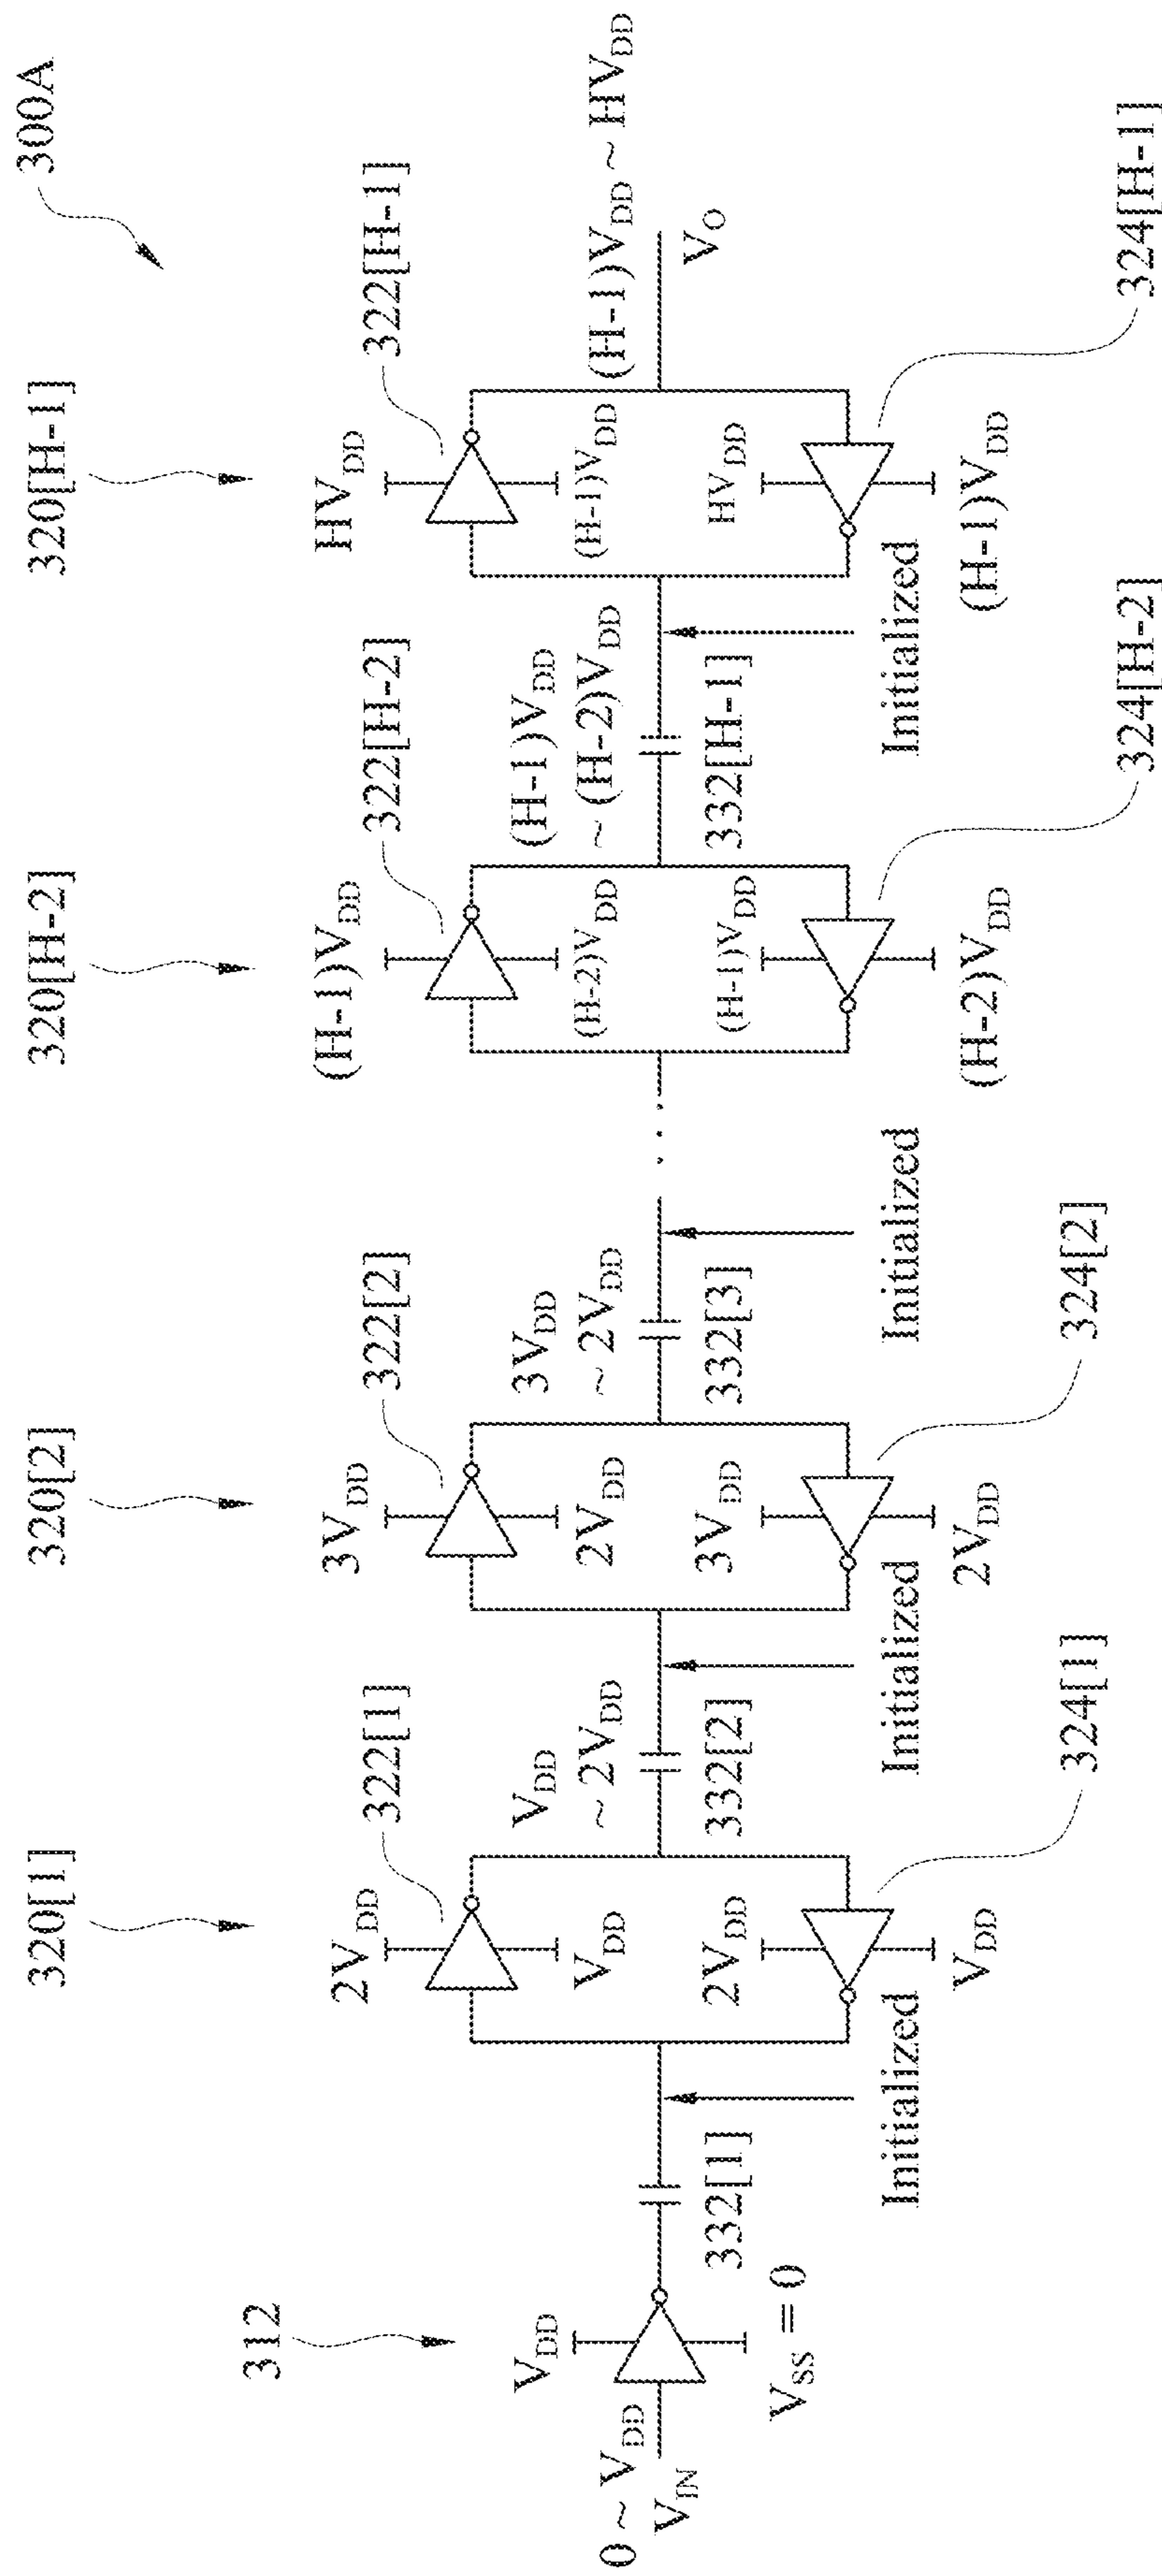 300A
320[1]
320[2]
320[H-2]
320[H-1]
312
2V_DD
322[1]
3V_DD
322[2]
(H-1)V_DD
322[H-2]
HV_DD
322[H-1]
V_DD
0 ~ V_DD
V_IN
V_SS = 0
332[1]
V_DD
V_DD
~ 2V_DD
332[2]
2V_DD
3V_DD
~ 2V_DD
332[3]
(H-2)V_DD
(H-1)V_DD
~ (H-2)V_DD
332[H-1]
(H-1)V_DD
(H-1)V_DD ~ HV_DD
V_O
2V_DD
3V_DD
(H-1)V_DD
HV_DD
Initialized
V_DD
Initialized
2V_DD
Initialized
(H-2)V_DD
Initialized
(H-1)V_DD
324[1]
324[2]
324[H-2]
324[H-1]